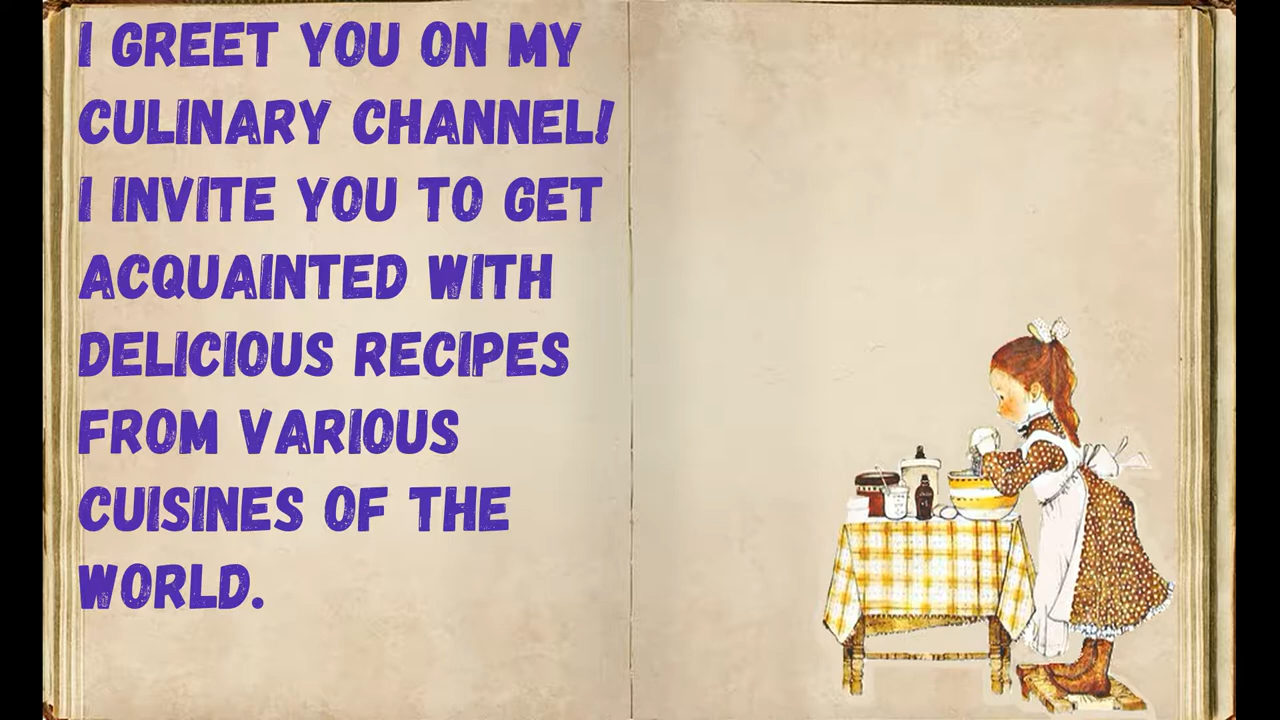 I GREET YOU ON MY
CULINARY CHANNEL!
I INVITE YOU TO GET
ACQUAINTED WITH
DELICIOUS RECIPES
FROM VARIOUS
CUISINES OF THE
WORLD.